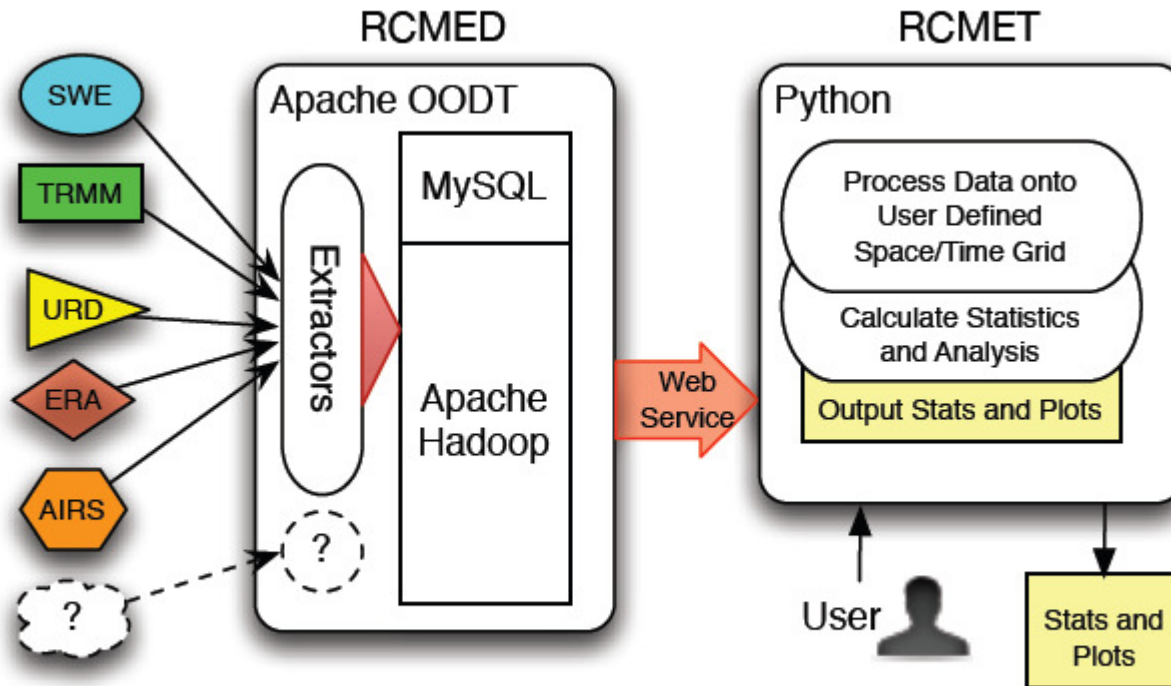 RCMED
RCMET
SWE
TRMM
URD
ERA
AIRS
?
Apache OODT
Extractors
?
MySQL
Apache
Hadoop
Web
Service
Python
Process Data onto
User Defined
Space/Time Grid
Calculate Statistics
and Analysis
Output Stats and Plots
User
Stats and
Plots